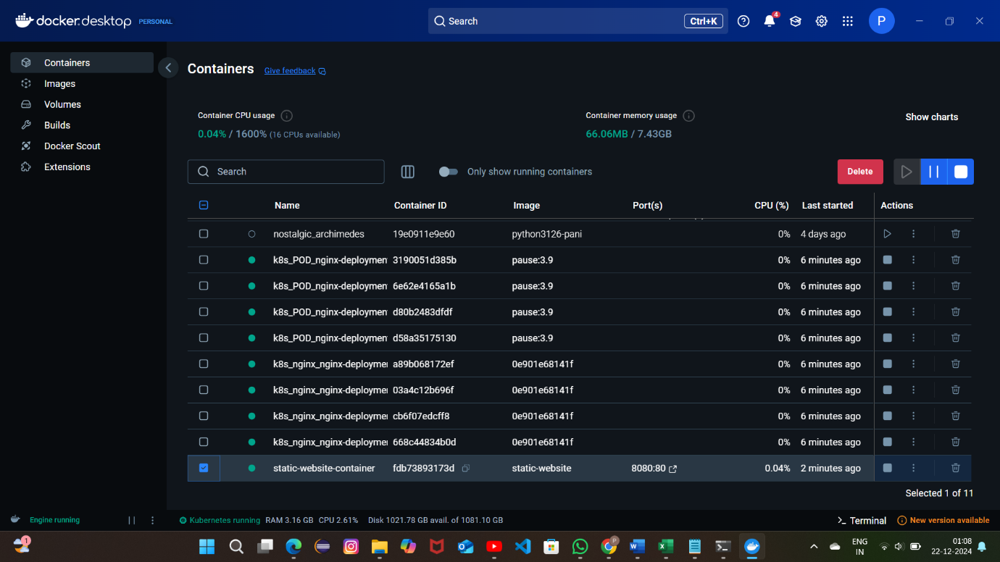 docker desktop PERSONAL
Search Ctrl+K
4
P
Containers
Images
Volumes
Builds
Docker Scout
Extensions
Containers Give feedback
Container CPU usage
0.04% / 1600% (16 CPUs available)
Container memory usage
66.06MB / 7.43GB
Show charts
Search
Only show running containers
Delete
Name Container ID Image Port(s) CPU (%) Last started Actions
nostalgic_archimedes 19e0911e9e60 python3126-pani 0% 4 days ago
k8s_POD_nginx-deployment 3190051d385b pause:3.9 0% 6 minutes ago
k8s_POD_nginx-deployment 6e62e4165a1b pause:3.9 0% 6 minutes ago
k8s_POD_nginx-deployment d80b2483dfdf pause:3.9 0% 6 minutes ago
k8s_POD_nginx-deployment d58a35175130 pause:3.9 0% 6 minutes ago
k8s_nginx_nginx-deploymen a89b068172ef 0e901e68141f 0% 6 minutes ago
k8s_nginx_nginx-deploymen 03a4c12b696f 0e901e68141f 0% 6 minutes ago
k8s_nginx_nginx-deploymen cb6f07edcff8 0e901e68141f 0% 6 minutes ago
k8s_nginx_nginx-deploymen 668c44834b0d 0e901e68141f 0% 6 minutes ago
static-website-container fdb73893173d static-website 8080:80 0.04% 2 minutes ago
Selected 1 of 11
Engine running
Kubernetes running RAM 3.16 GB CPU 2.61% Disk 1021.78 GB avail. of 1081.10 GB
Terminal
New version available
1
P
ENG
IN
01:08
22-12-2024